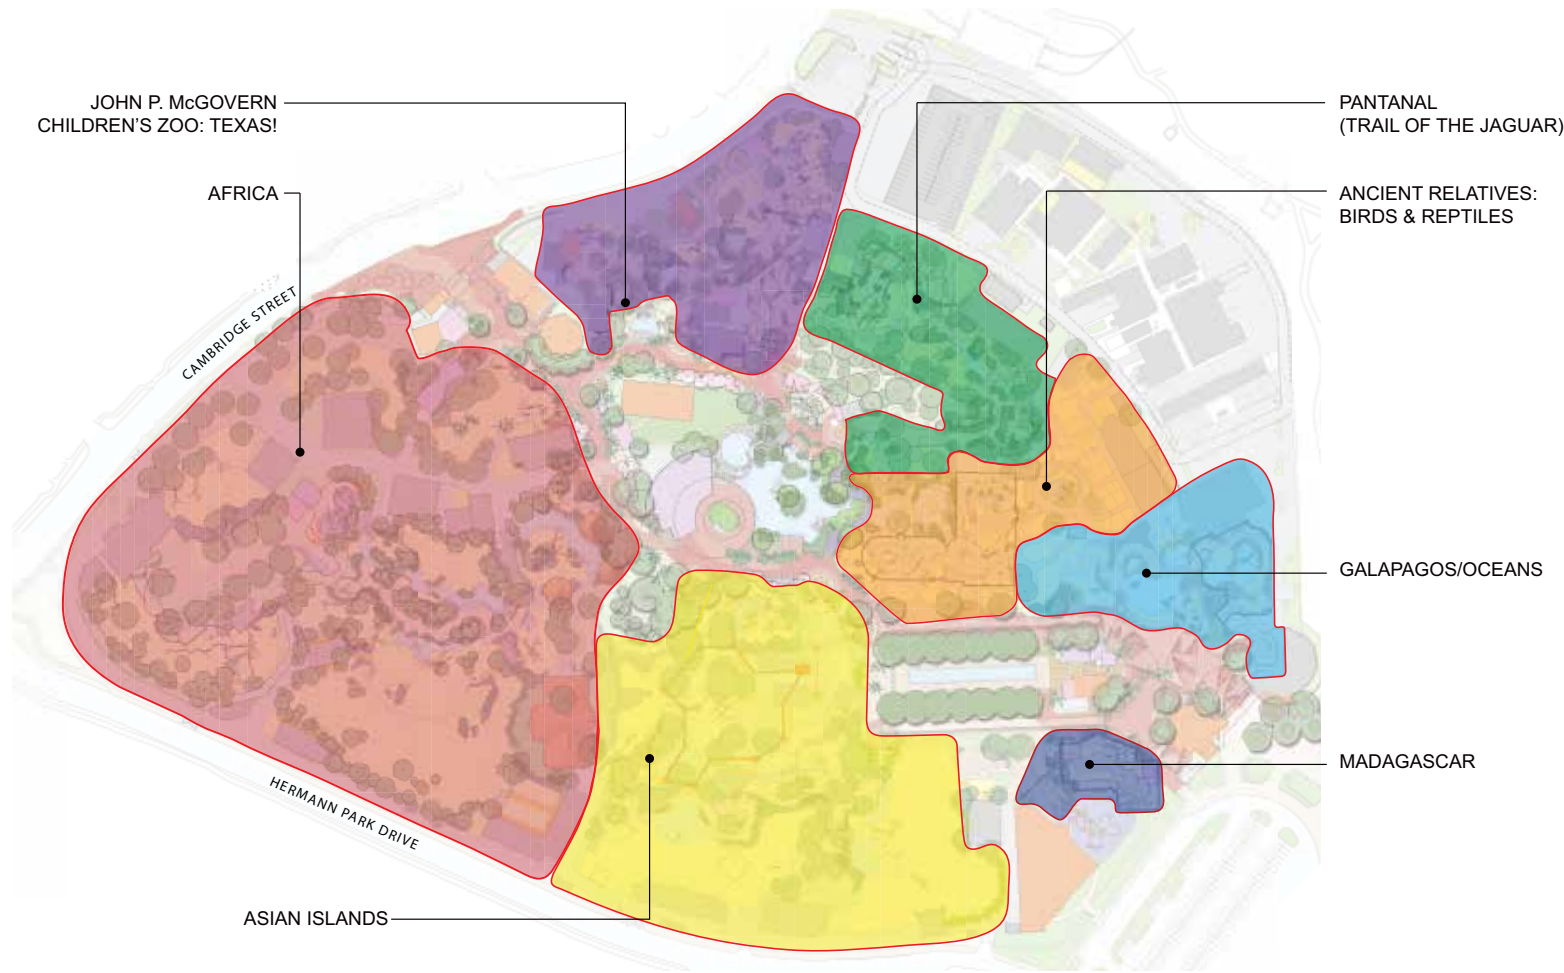 JOHN P. McGOVERN
CHILDREN'S ZOO: TEXAS!
AFRICA
CAMBRIDGE STREET
HERMANN PARK DRIVE
ASIAN ISLANDS
PANTANAL
(TRAIL OF THE JAGUAR)
ANCIENT RELATIVES:
BIRDS & REPTILES
GALAPAGOS/OCEANS
MADAGASCAR